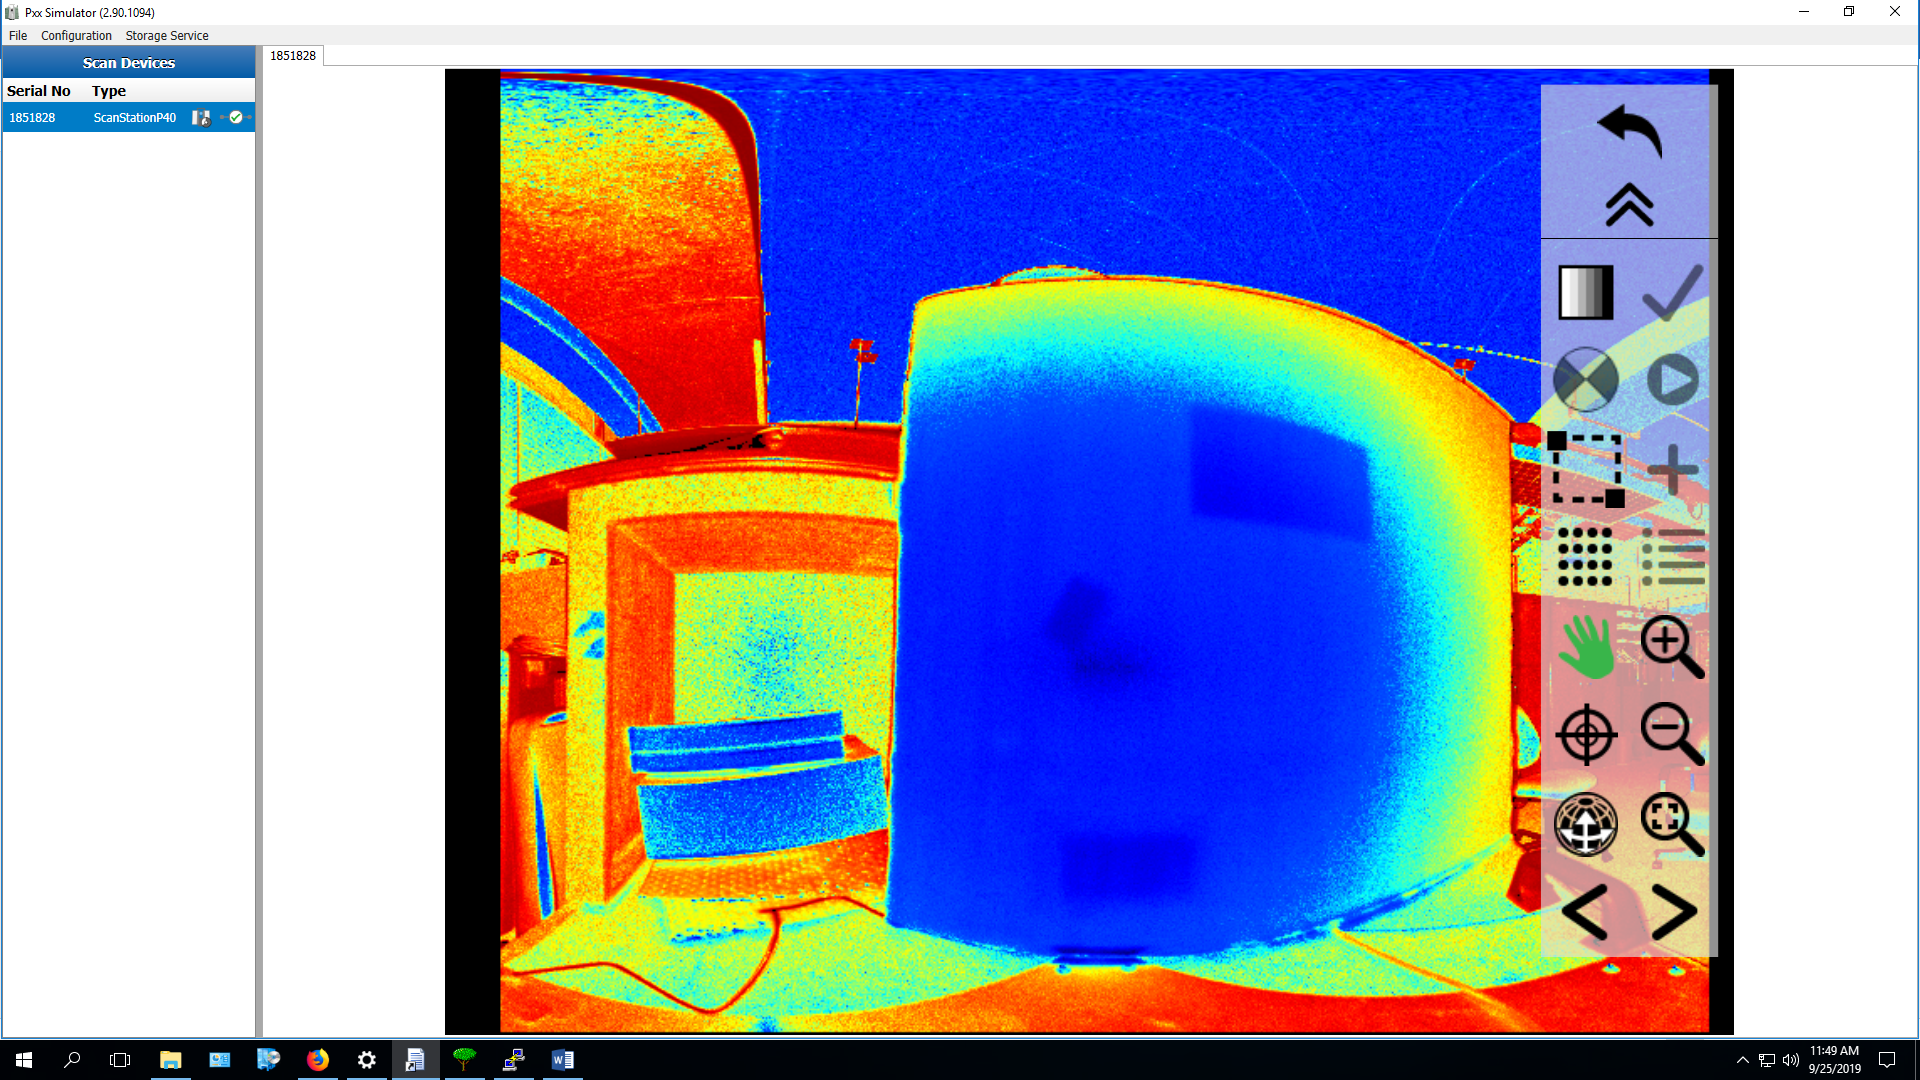 Pxx Simulator (2.90.1094)
File Configuration Storage Service
Scan Devices
1851828
Serial No Type
1851828 ScanStationP40
W
11:49 AM
9/25/2019